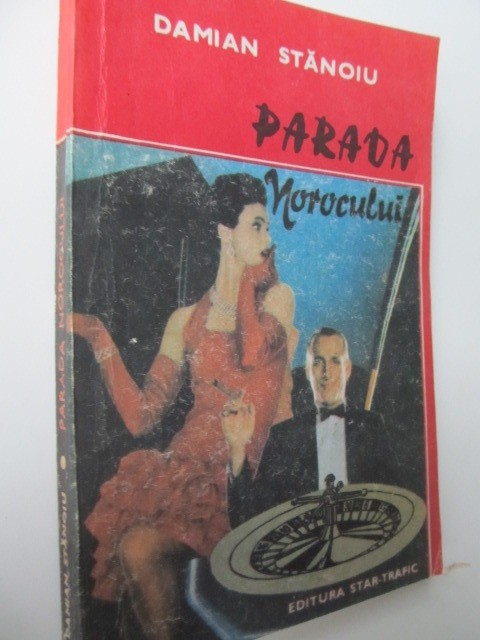 DAMIAN STĂNOIU
PARADA
Norocului
EDITURA STAR-TRAFIC
DAMIAN STĂNOIU • PARADA NOROCULUI